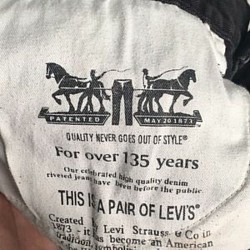 PATENTED MAY 20 1873
QUALITY NEVER GOES OUT OF STYLE®
For over 135 years
Our celebrated high quality denim
riveted jeans have been before the public
THIS IS A PAIR OF LEVI'S®
Created Levi Strauss & Co in
1873 - it has become an American
tradition,